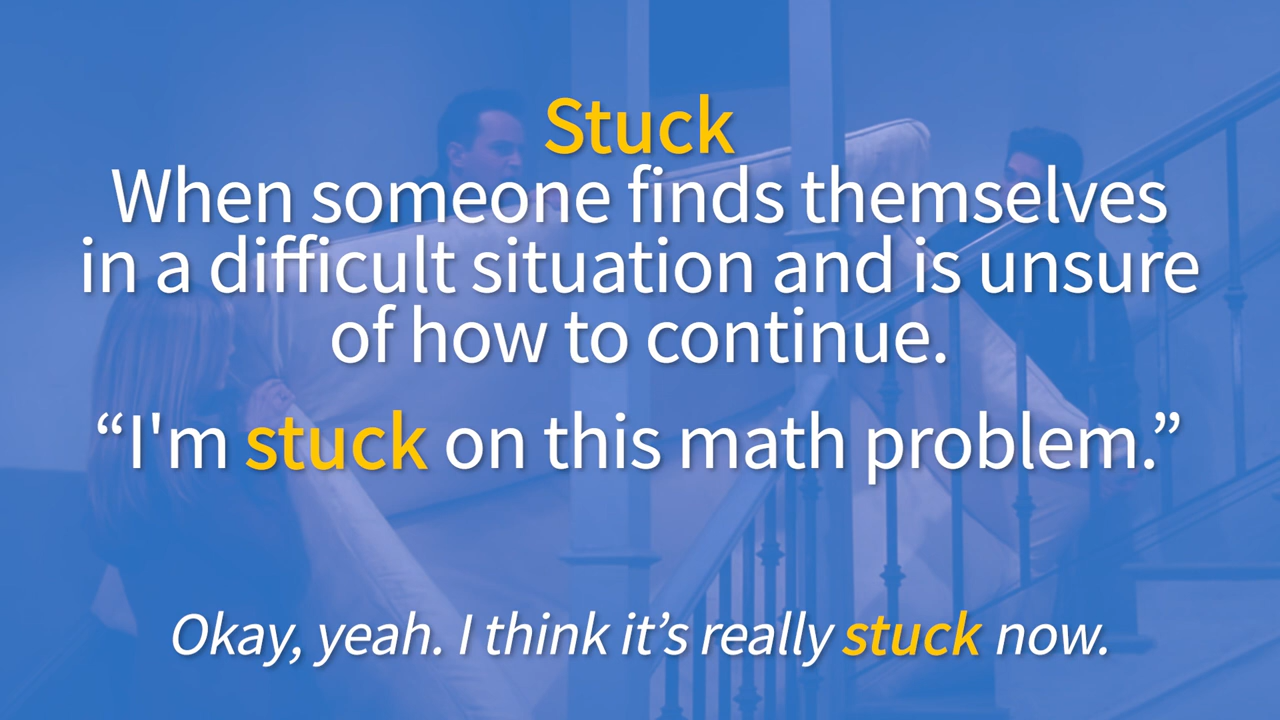 Stuck
When someone finds themselves
in a difficult situation and is unsure
of how to continue.
“I'm stuck on this math problem.”
Okay, yeah. I think it’s really stuck now.